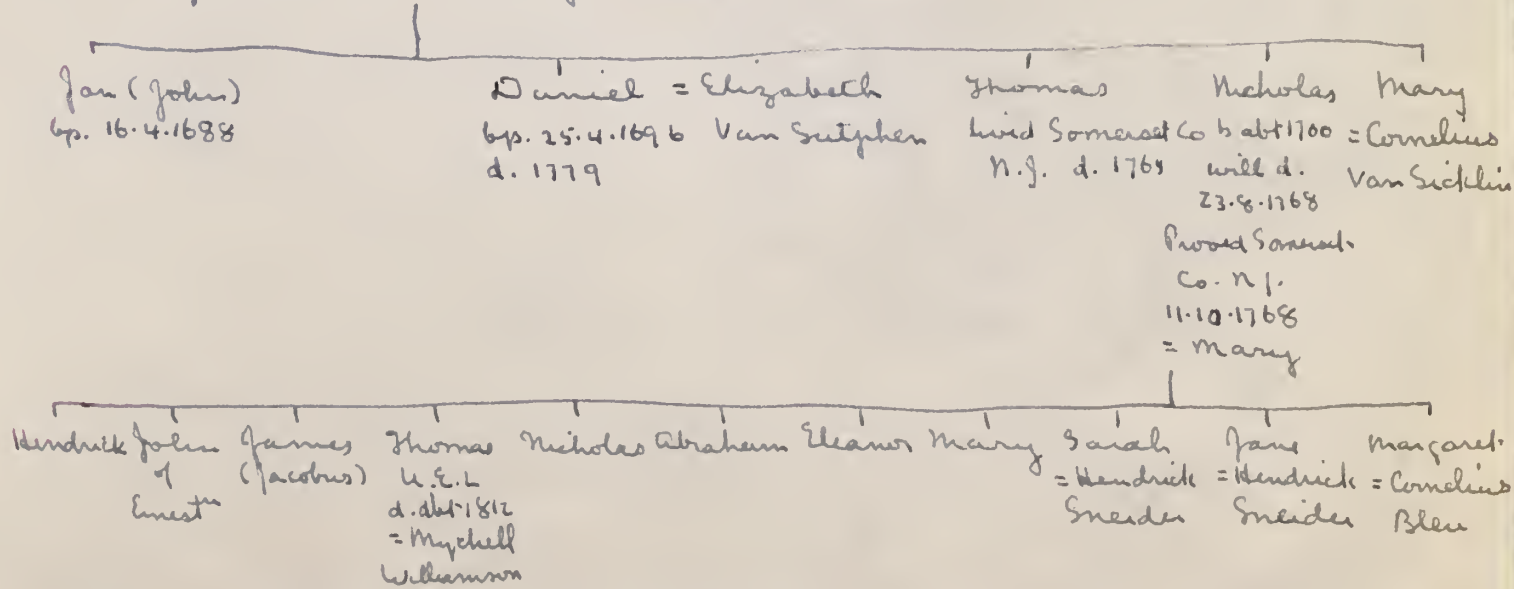 Jan (John)
bp. 16.4.1688
Daniel = Elizabeth
bp. 25.4.1696 Van Sutphen
d. 1779
Thomas
livid Somerset Co
N.J. d. 1765
Nicholas
b abt 1700
will d.
23.8.1768
Proved Somerset
Co. N J.
11.10.1768
= Mary
Mary
= Cornelius
Van Sicklin
Hendrick
John
of
Ernest
James
(Jacobus)
Thomas
U.E.L
d. abt 1812
= Mychell
Williamson
Nicholas
Abraham
Eleanor
Mary
Sarah
= Hendrick
Sneider
Jane
= Hendrick
Sneider
Margaret
= Cornelius
Bleu